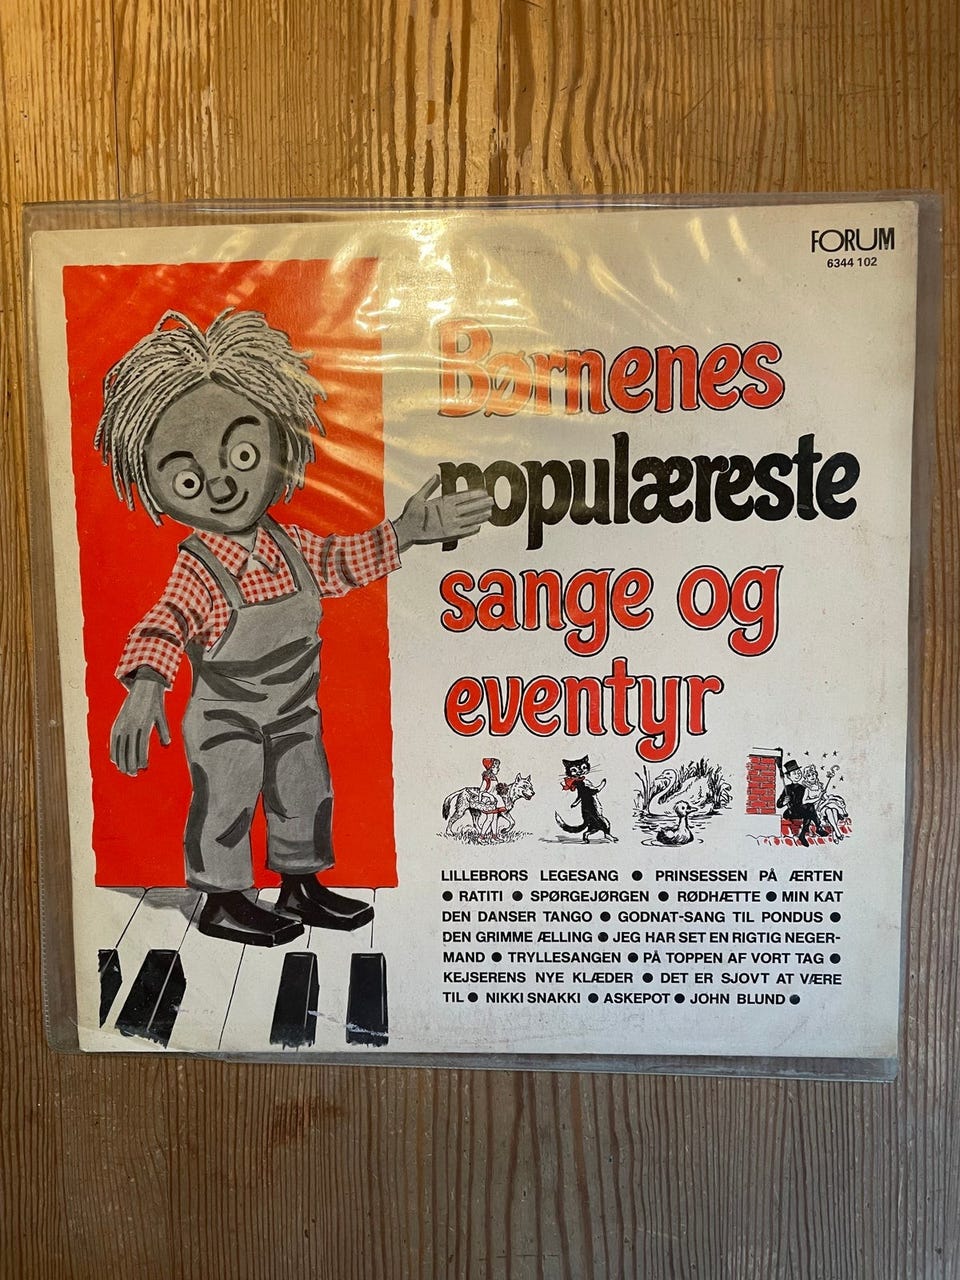 FORUM
6344 102
Børnenes
populæreste
sange og
eventyr
LILLEBRORS LEGESANG ● PRINSESSEN PÅ ÆRTEN
● RATITI ● SPØRGEJØRGEN ● RØDHÆTTE ● MIN KAT
DEN DANSER TANGO ● GODNAT-SANG TIL PONDUS ●
DEN GRIMME ÆLLING ● JEG HAR SET EN RIGTIG NEGER-
MAND ● TRYLLESANGEN ● PÅ TOPPEN AF VORT TAG ●
KEJSERENS NYE KLÆDER ● DET ER SJOVT AT VÆRE
TIL ● NIKKI SNAKKI ● ASKEPOT ● JOHN BLUND ●